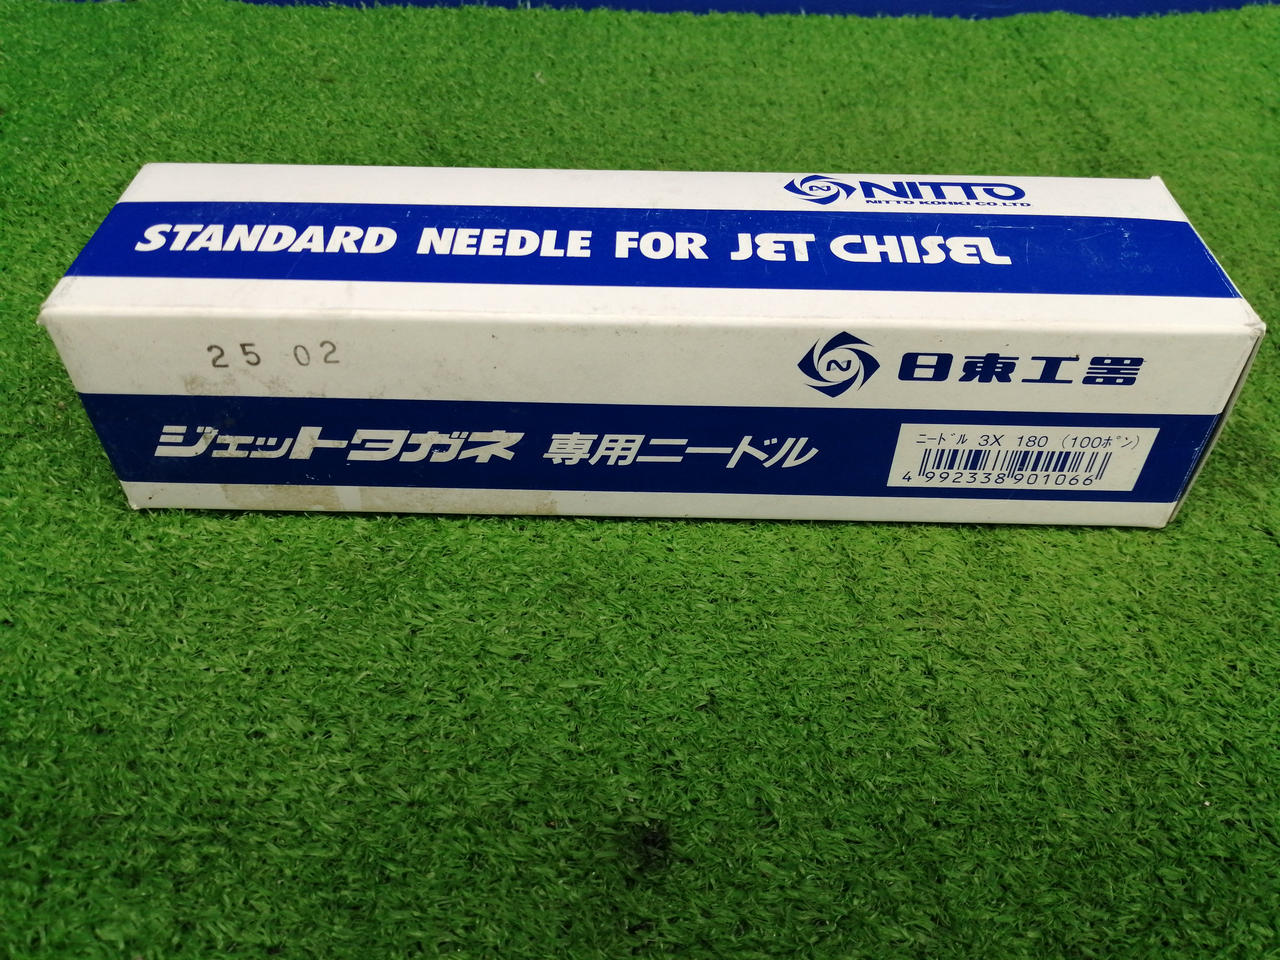 NITTO
NITTO KOHKI CO.,LTD
STANDARD NEEDLE FOR JET CHISEL
25 02
日東工器
ジェットタガネ 専用ニードル
ニードル 3X 180 (100ポン)
4 992338 901066